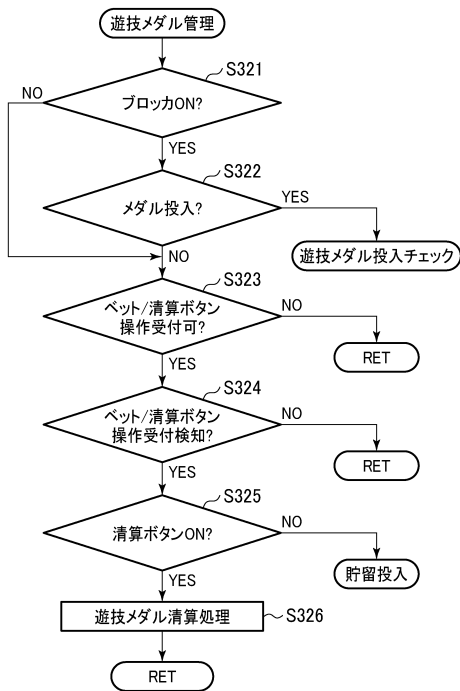 遊技メダル管理
S321
ブロッカON?
NO
YES
S322
メダル投入?
YES
NO
遊技メダル投入チェック
S323
ベット/清算ボタン
操作受付可?
NO
YES
RET
S324
ベット/清算ボタン
操作受付検知?
NO
YES
RET
S325
清算ボタンON?
NO
YES
貯留投入
遊技メダル清算処理
S326
RET